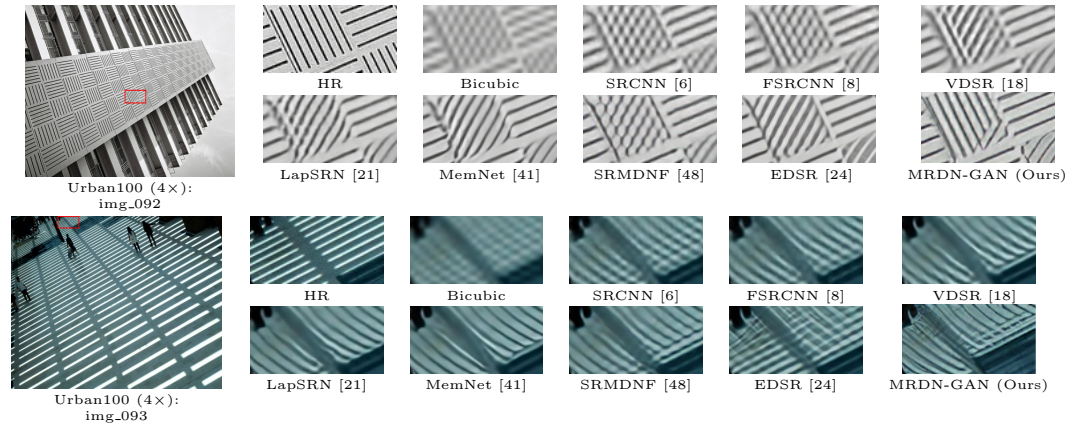 HR
Bicubic
SRCNN [6]
FSRCNN [8]
VDSR [18]
LapSRN [21]
MemNet [41]
SRMDNF [48]
EDSR [24]
MRDN-GAN (Ours)
Urban100 (4×):
img_092
HR
Bicubic
SRCNN [6]
FSRCNN [8]
VDSR [18]
LapSRN [21]
MemNet [41]
SRMDNF [48]
EDSR [24]
MRDN-GAN (Ours)
Urban100 (4×):
img_093